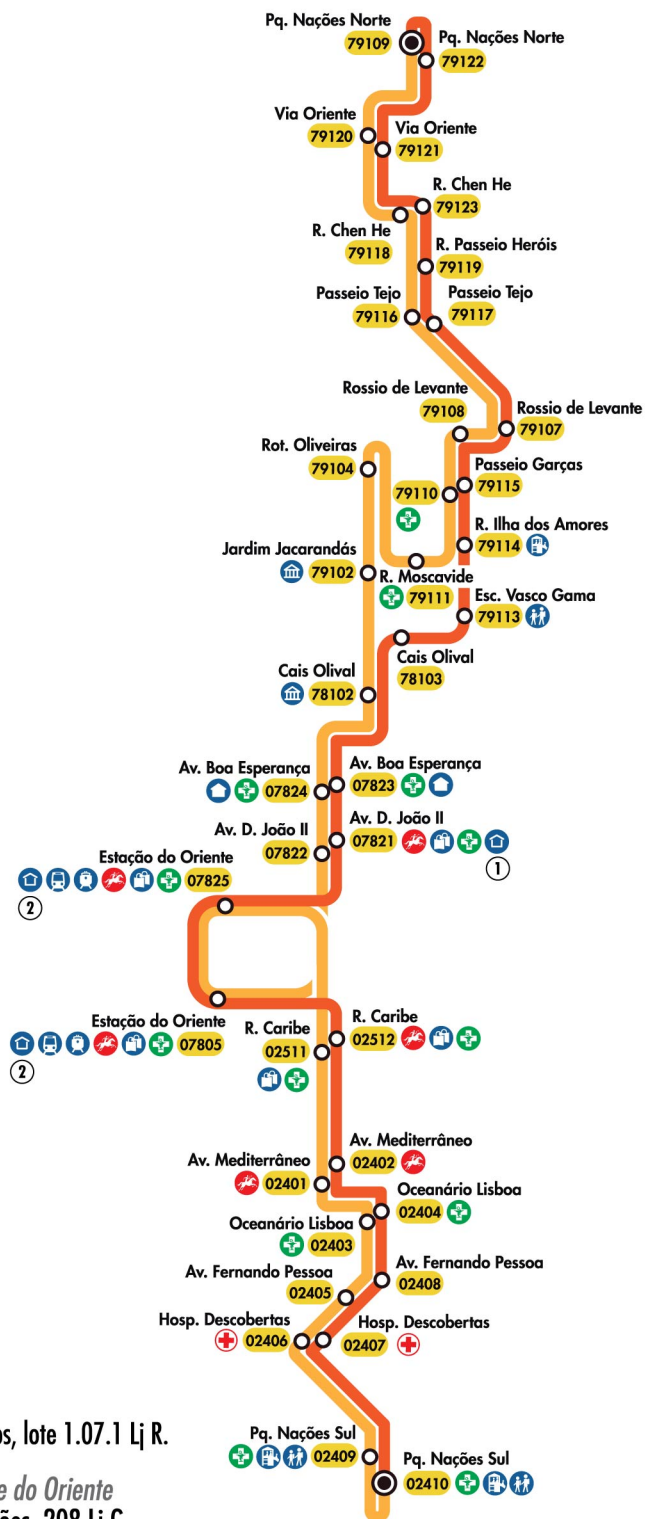 Pq. Nações Norte
79109
Pq. Nações Norte
79122
Via Oriente
79120
Via Oriente
79121
R. Chen He
79123
R. Chen He
79118
R. Passeio Heróis
79119
Passeio Tejo
79116
Passeio Tejo
79117
Rossio de Levante
79108
Rossio de Levante
79107
Rot. Oliveiras
79104
Passeio Garças
79115
79110
R. Ilha dos Amores
79114
Jardim Jacarandás
79102
R. Moscavide
79111
Esc. Vasco Gama
79113
Cais Olival
78103
Cais Olival
78102
Av. Boa Esperança
07824
Av. Boa Esperança
07823
Av. D. João II
07822
Av. D. João II
07821
1
Estação do Oriente
07825
2
Estação do Oriente
07805
2
R. Caribe
02511
R. Caribe
02512
Av. Mediterrâneo
02401
Av. Mediterrâneo
02402
Oceanário Lisboa
02404
Oceanário Lisboa
02403
Av. Fernando Pessoa
02405
Av. Fernando Pessoa
02408
Hosp. Descobertas
02406
Hosp. Descobertas
02407
os, lote 1.07.1 Lj R.
Pq. Nações Sul
02409
Pq. Nações Sul
02410
e do Oriente